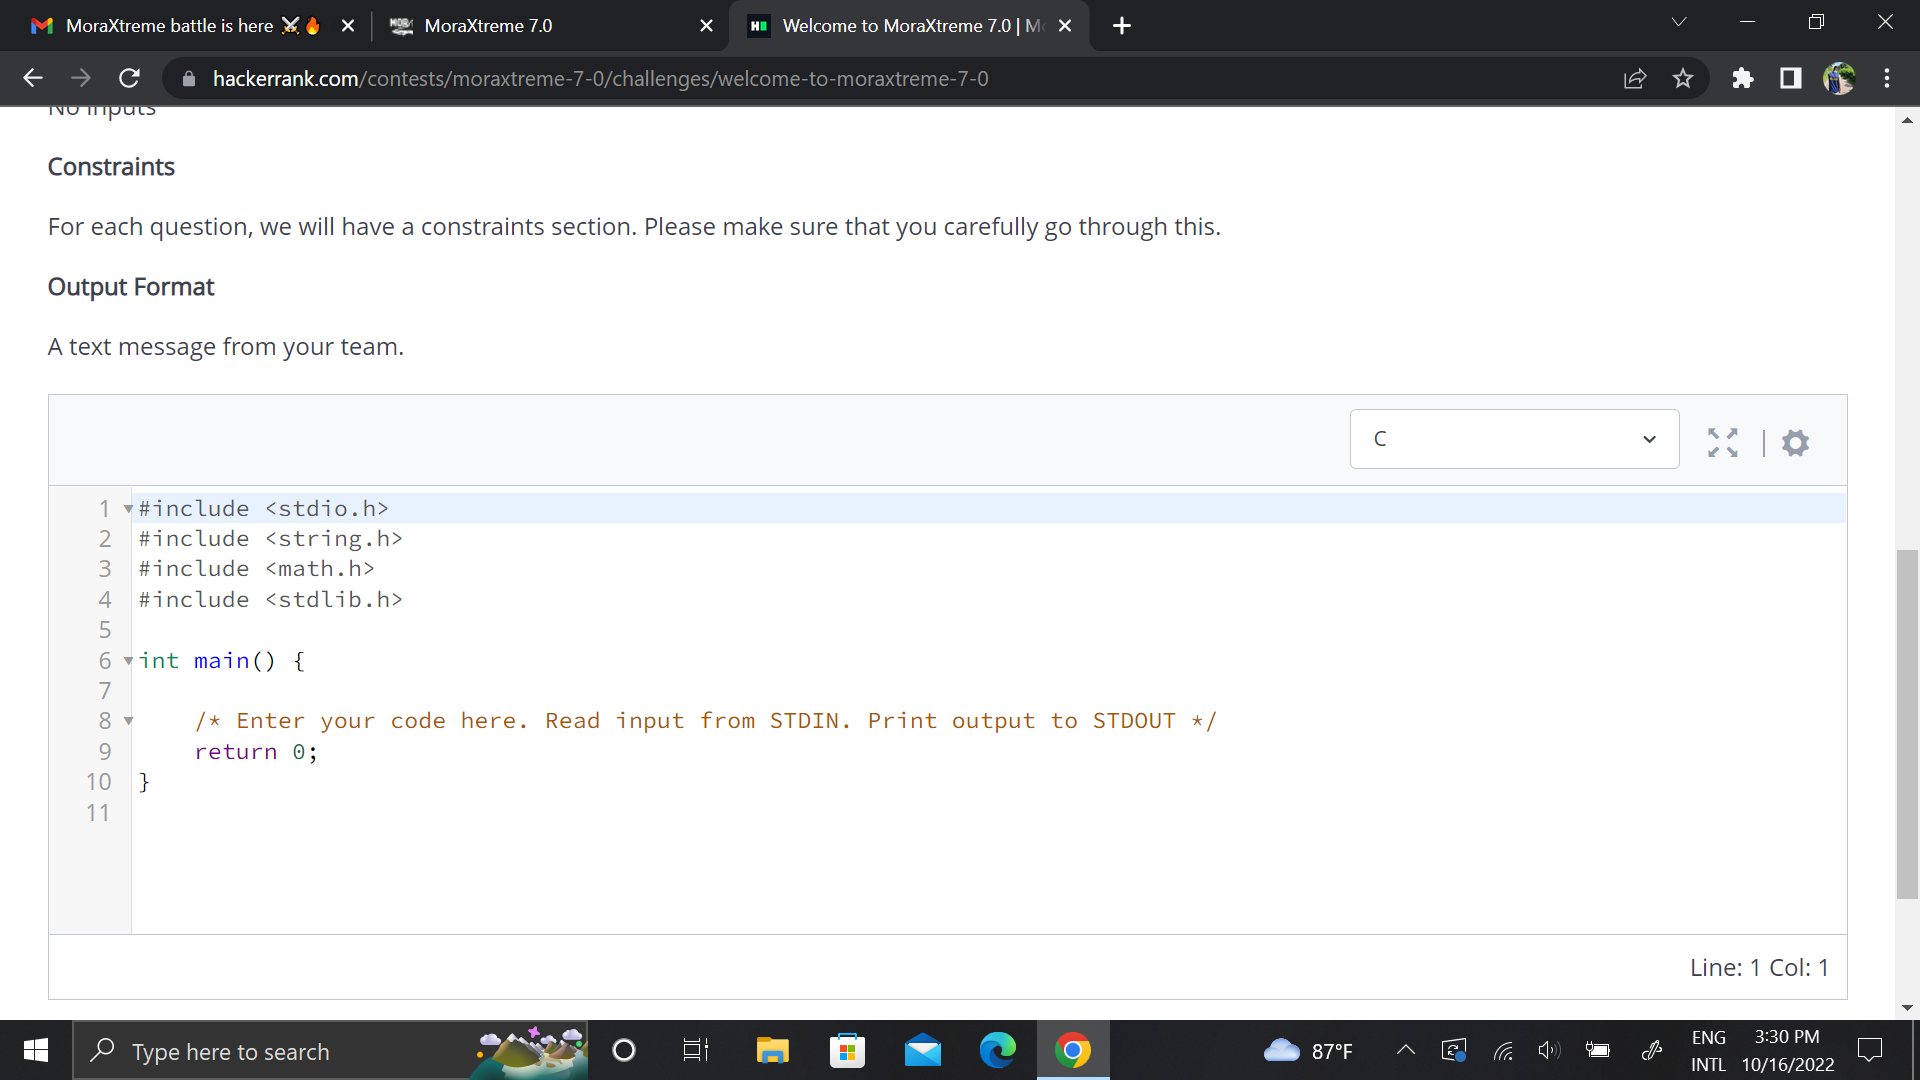 MoraXtreme battle is here ⚔️🔥
MoraXtreme 7.0
Welcome to MoraXtreme 7.0 | Mo
hackerrank.com/contests/moraxtreme-7-0/challenges/welcome-to-moraxtreme-7-0
No Inputs
Constraints
For each question, we will have a constraints section. Please make sure that you carefully go through this.
Output Format
A text message from your team.
C
1 #include <stdio.h>
2 #include <string.h>
3 #include <math.h>
4 #include <stdlib.h>
5
6 int main() {
7
8     /* Enter your code here. Read input from STDIN. Print output to STDOUT */
9     return 0;
10 }
11
Line: 1 Col: 1
Type here to search
87°F
ENG
INTL
3:30 PM
10/16/2022